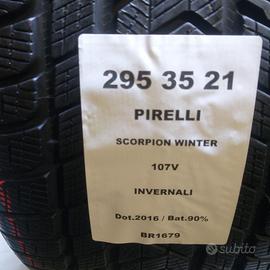 295 35 21
PIRELLI
SCORPION WINTER
107V
INVERNALI
Dot.2016 / Bat.90%
BR1679
subito